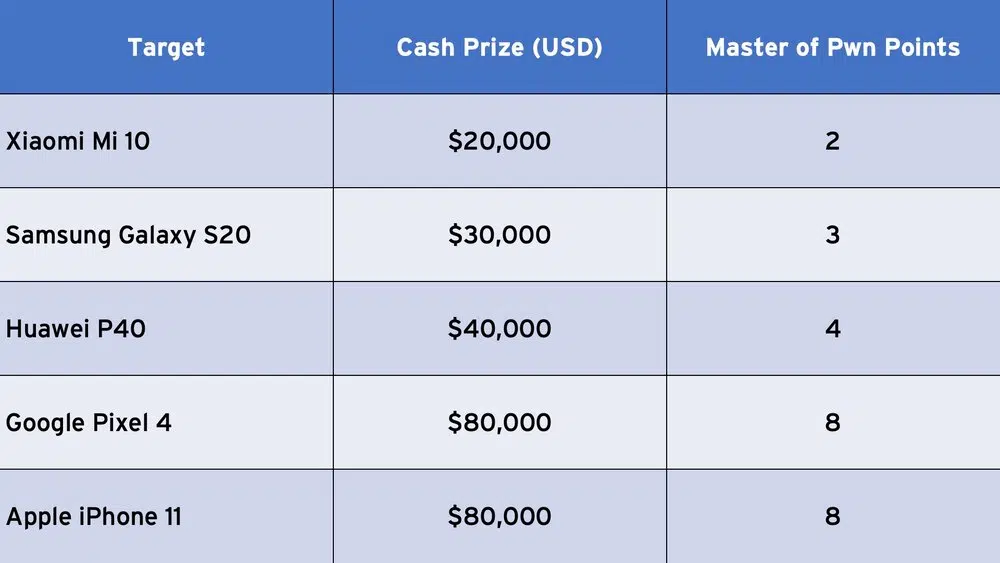 Target Cash Prize (USD) Master of Pwn Points
Xiaomi Mi 10 $20,000 2
Samsung Galaxy S20 $30,000 3
Huawei P40 $40,000 4
Google Pixel 4 $80,000 8
Apple iPhone 11 $80,000 8